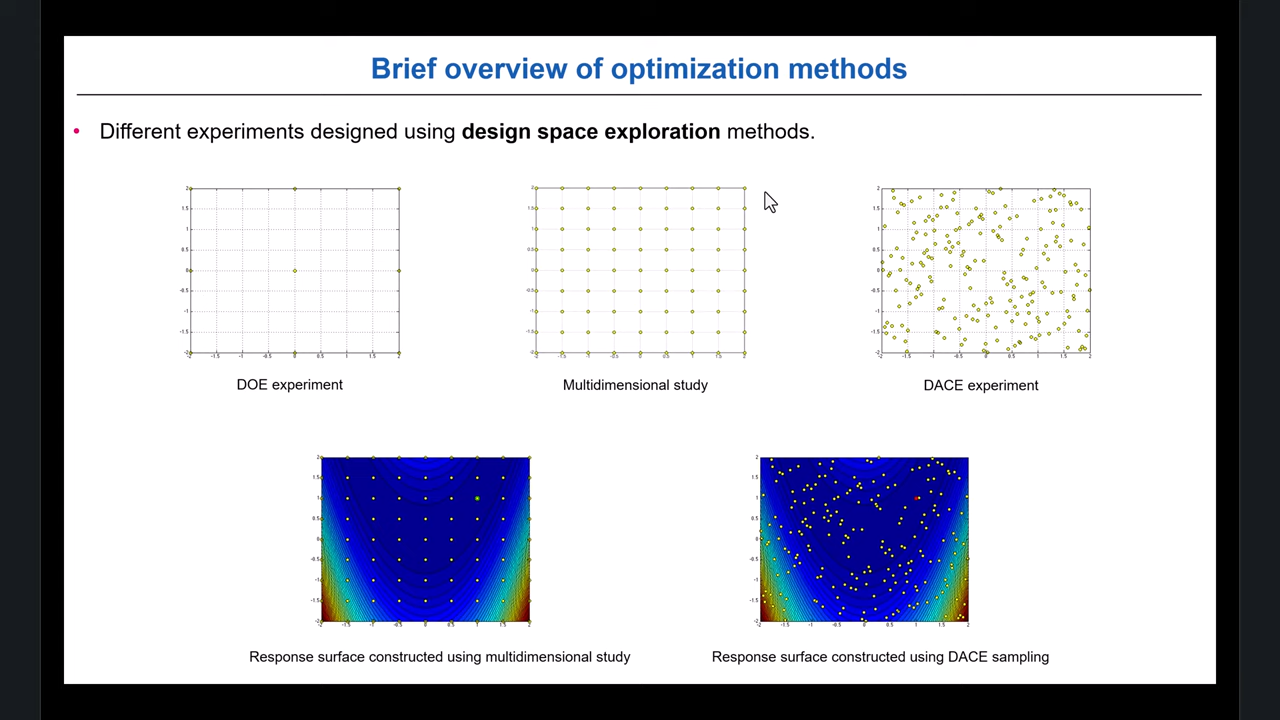 Brief overview of optimization methods
• Different experiments designed using design space exploration methods.
DOE experiment
Multidimensional study
DACE experiment
Response surface constructed using multidimensional study
Response surface constructed using DACE sampling